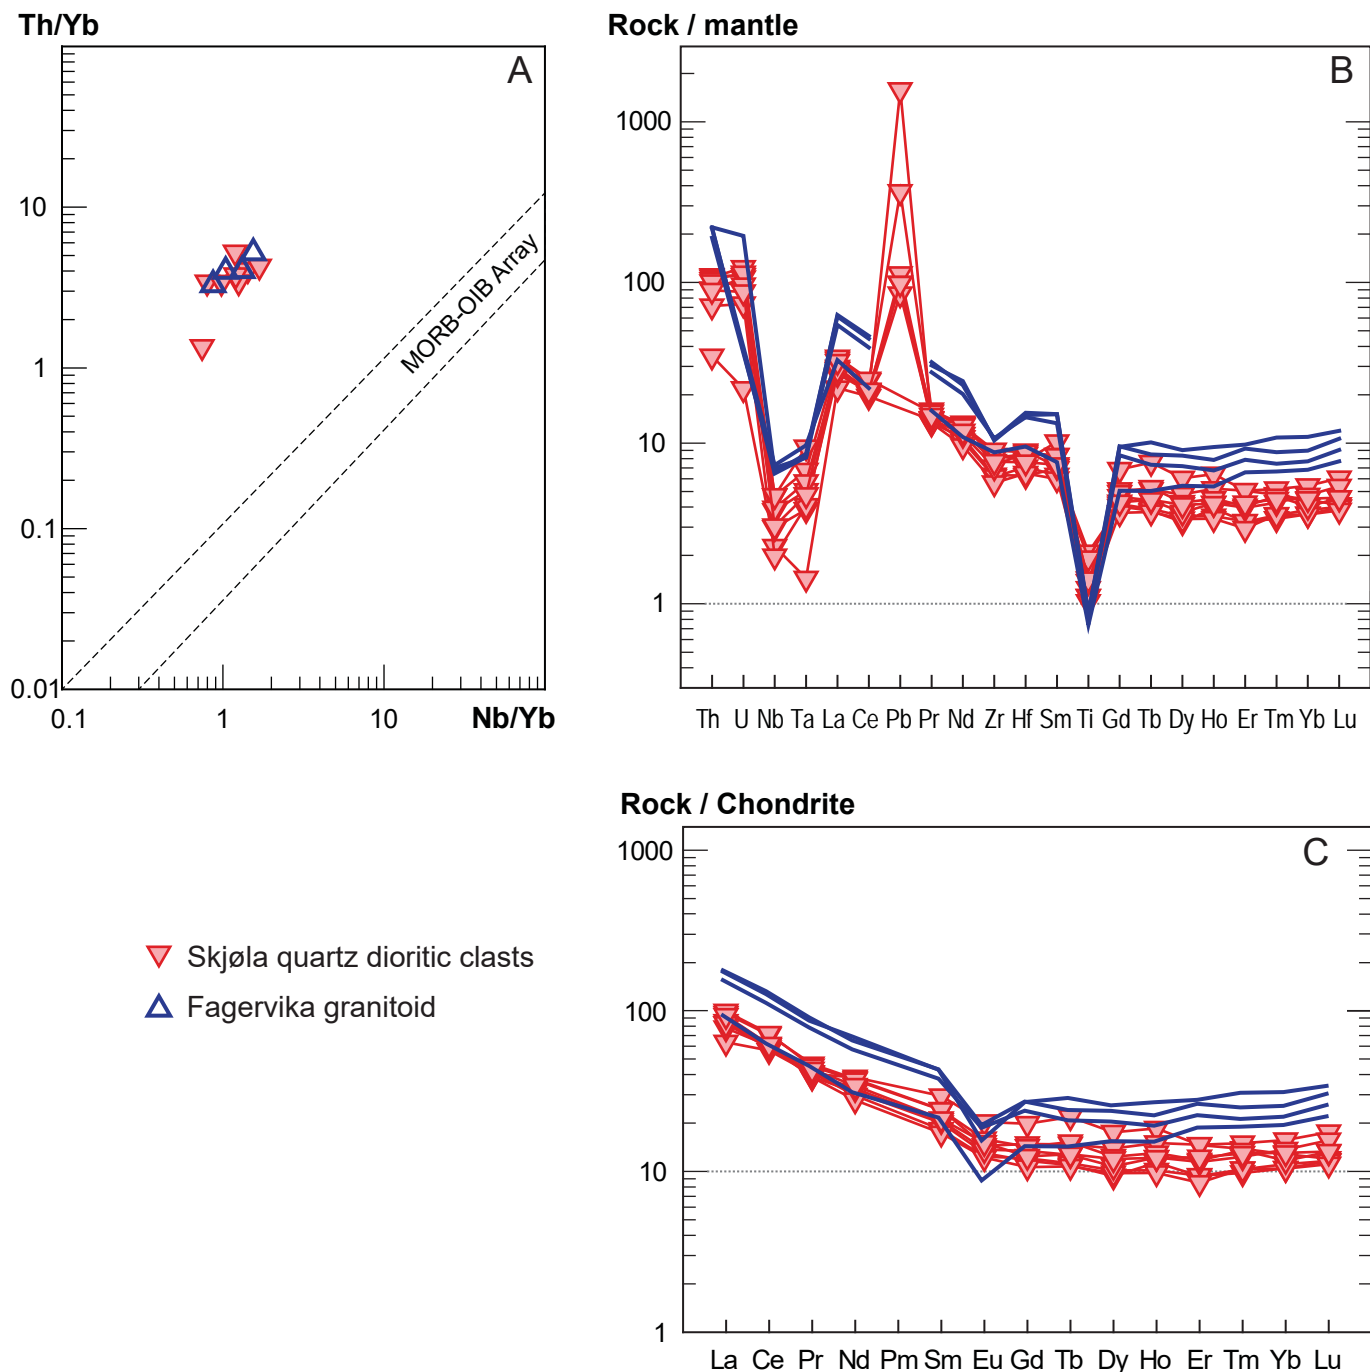 Th/Yb
A
10
1
0.1
0.01
0.1
1
10
Nb/Yb
MORB-OIB Array
Rock / mantle
B
1000
100
10
1
Th U Nb Ta La Ce Pb Pr Nd Zr Hf Sm Ti Gd Tb Dy Ho Er Tm Yb Lu
Rock / Chondrite
C
1000
100
10
1
La Ce Pr Nd Pm Sm Eu Gd Tb Dy Ho Er Tm Yb Lu
Skjøla quartz dioritic clasts
Fagervika granitoid